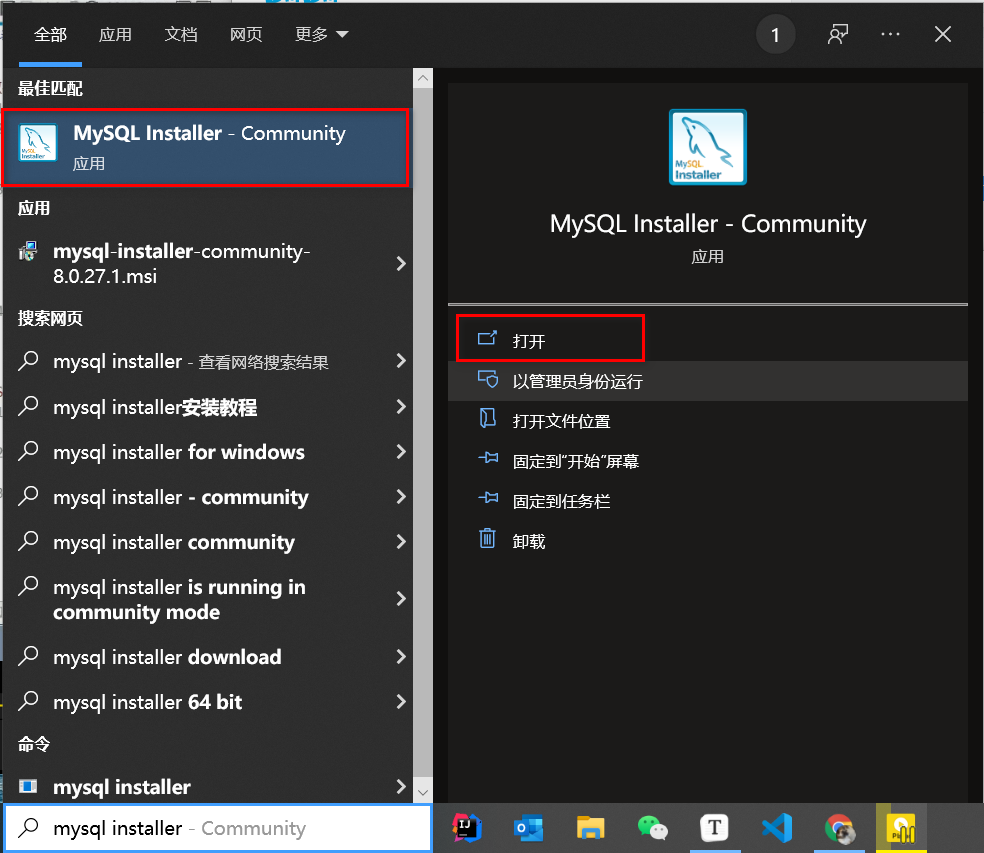 全部 应用 文档 网页 更多 1
最佳匹配
MySQL Installer - Community
应用
应用
mysql-installer-community-
8.0.27.1.msi
搜索网页
mysql installer - 查看网络搜索结果
mysql installer安装教程
mysql installer for windows
mysql installer - community
mysql installer community
mysql installer is running in
community mode
mysql installer download
mysql installer 64 bit
命令
mysql installer
mysql installer - Community
MySQL
Installer
MySQL Installer - Community
应用
打开
以管理员身份运行
打开文件位置
固定到“开始”屏幕
固定到任务栏
卸载
IJ
T